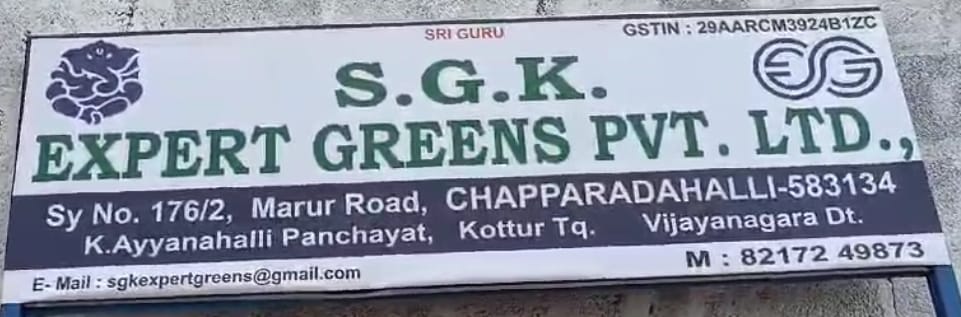 SRI GURU
GSTIN : 29AARCM3924B1ZC
ESG
S.G.K.
EXPERT GREENS PVT. LTD.,
Sy No. 176/2, Marur Road, CHAPPARADAHALLI-583134
K.Ayyanahalli Panchayat, Kottur Tq. Vijayanagara Dt.
E- Mail : sgkexpertgreens@gmail.com
M : 82172 49873